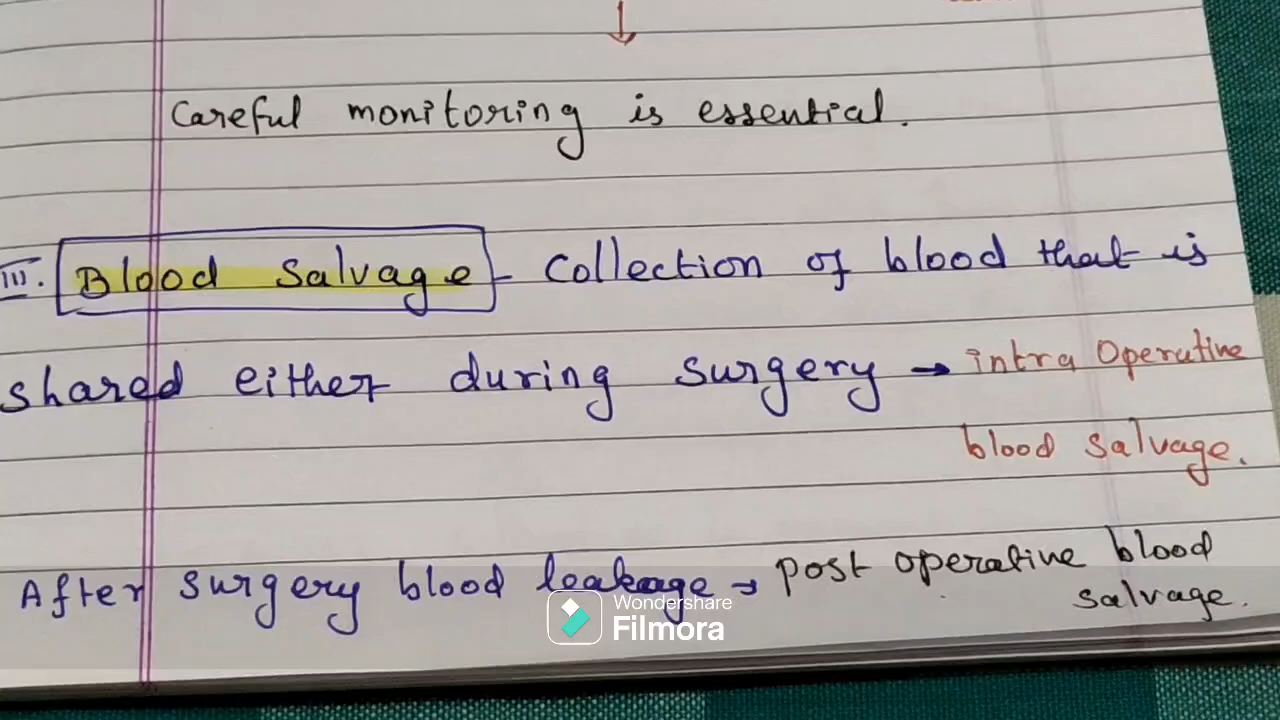 Careful monitoring is essential.
III. Blood Salvage - Collection of blood that is
shared either during surgery → intra Operative
blood salvage.
After surgery blood leakage → post operative blood
salvage.
Wondershare
Filmora